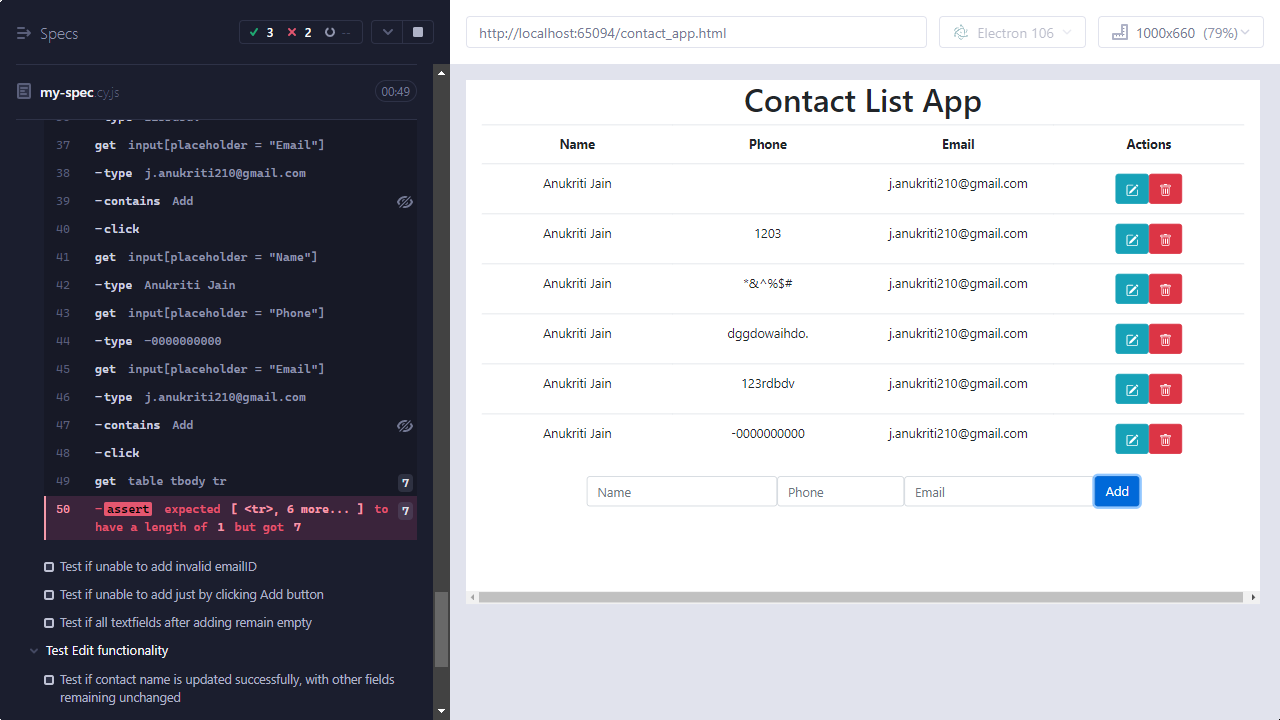 Specs
3
2
--
my-spec.cy.js
00:49
37 get input[placeholder = "Email"]
38 -type j.anukriti210@gmail.com
39 -contains Add
40 -click
41 get input[placeholder = "Name"]
42 -type Anukriti Jain
43 get input[placeholder = "Phone"]
44 -type -0000000000
45 get input[placeholder = "Email"]
46 -type j.anukriti210@gmail.com
47 -contains Add
48 -click
49 get table tbody tr 7
50 -assert expected [ <tr>, 6 more... ] to 7
have a length of 1 but got 7
Test if unable to add invalid emailID
Test if unable to add just by clicking Add button
Test if all textfields after adding remain empty
Test Edit functionality
Test if contact name is updated successfully, with other fields
remaining unchanged
http://localhost:65094/contact_app.html
Electron 106
1000x660 (79%)
Contact List App
Name Phone Email Actions
Anukriti Jain j.anukriti210@gmail.com
Anukriti Jain 1203 j.anukriti210@gmail.com
Anukriti Jain *&^%$# j.anukriti210@gmail.com
Anukriti Jain dggdowaihdo. j.anukriti210@gmail.com
Anukriti Jain 123rdbdv j.anukriti210@gmail.com
Anukriti Jain -0000000000 j.anukriti210@gmail.com
Name Phone Email Add